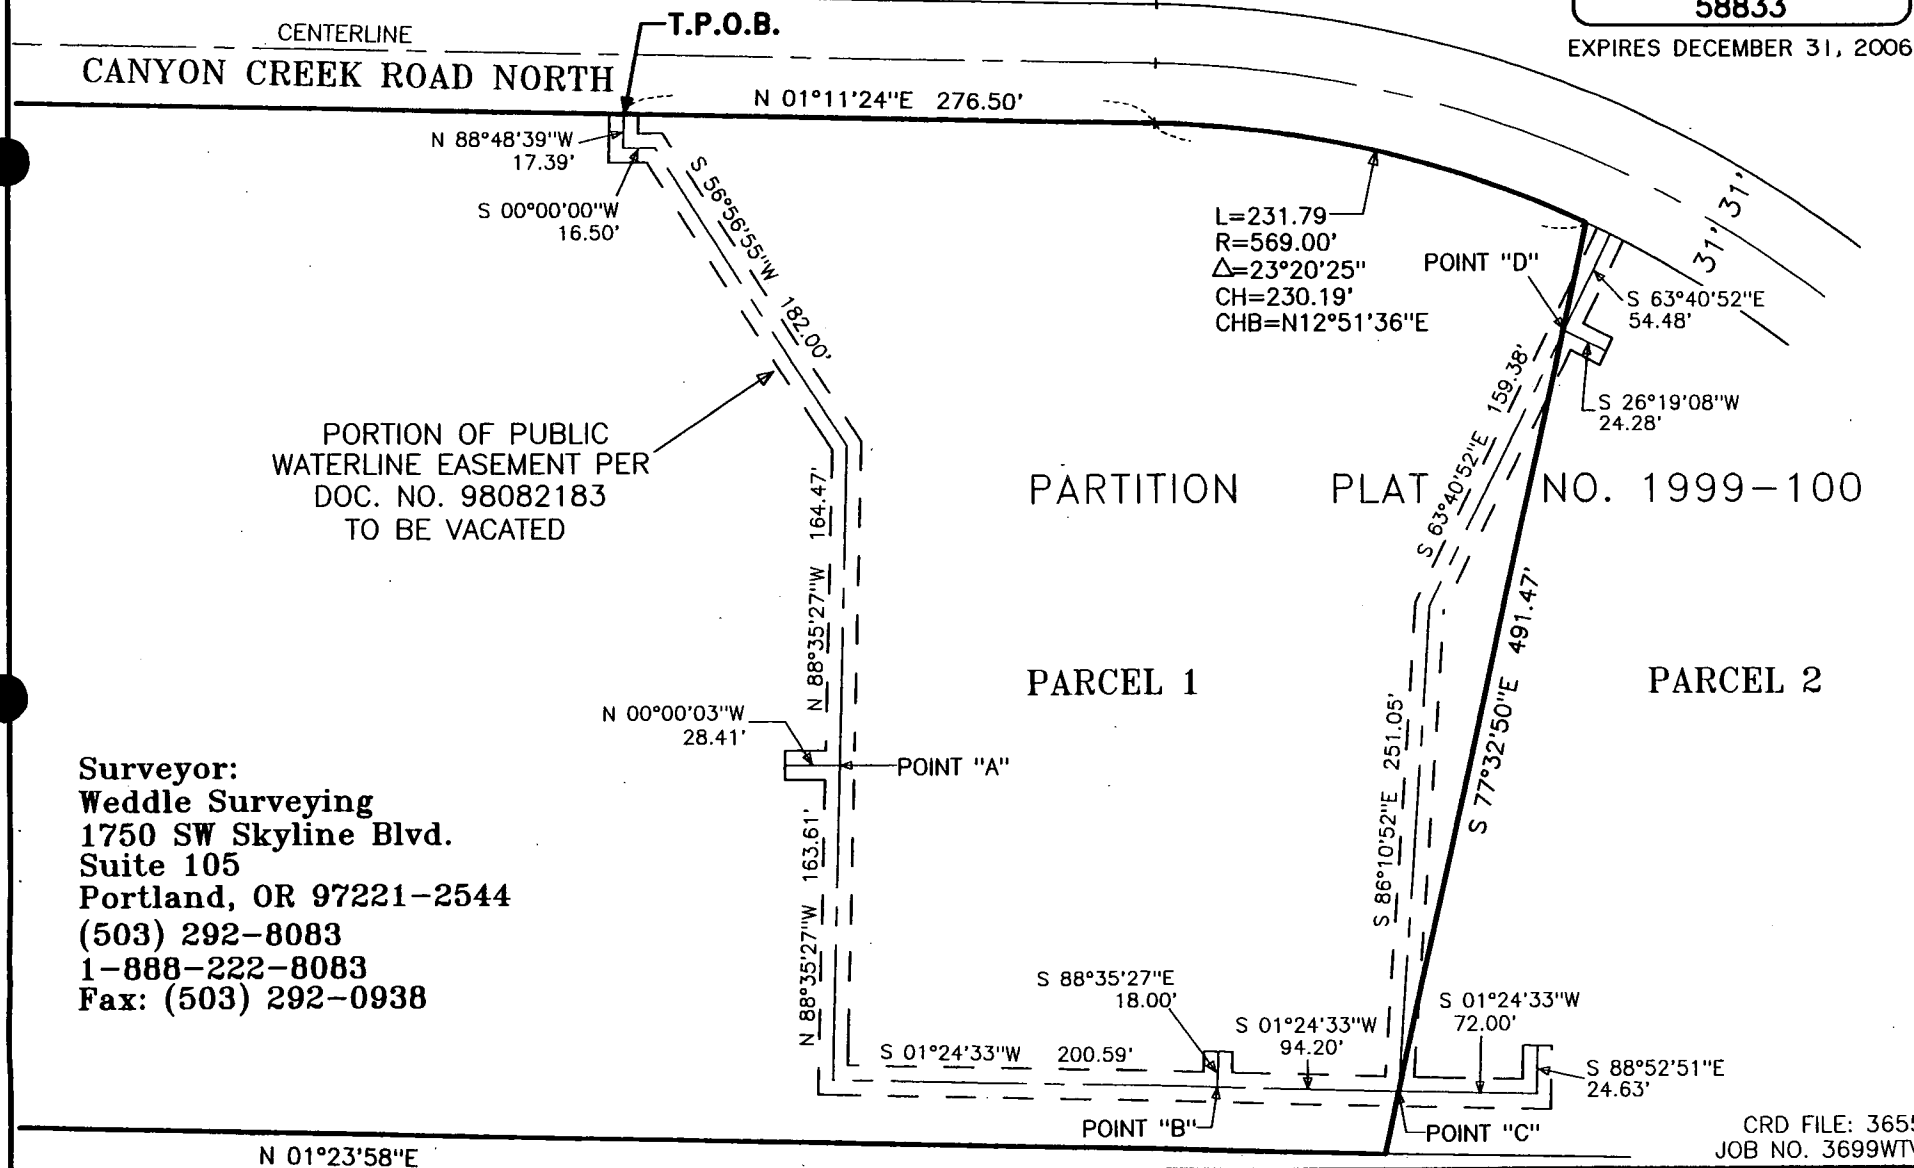 58833
EXPIRES DECEMBER 31, 2006
T.P.O.B.
CENTERLINE
CANYON CREEK ROAD NORTH
N 01°11'24"E 276.50'
N 88°48'39"W
17.39'
S 00°00'00"W
16.50'
S 56°56'55"W 182.00'
L=231.79
R=569.00'
△=23°20'25"
CH=230.19'
CHB=N12°51'36"E
31' 31'
POINT "D"
S 63°40'52"E
54.48'
S 26°19'08"W
24.28'
S 63°40'52"E 159.38'
PORTION OF PUBLIC
WATERLINE EASEMENT PER
DOC. NO. 98082183
TO BE VACATED
PARTITION PLAT NO. 1999-100
N 88°35'27"W 164.47'
S 77°32'50"E 491.47'
PARCEL 1
PARCEL 2
N 00°00'03"W
28.41'
POINT "A"
S 86°10'52"E 251.05'
Surveyor:
Weddle Surveying
1750 SW Skyline Blvd.
Suite 105
Portland, OR 97221-2544
(503) 292-8083
1-888-222-8083
Fax: (503) 292-0938
N 88°35'27"W 163.61'
S 88°35'27"E
18.00'
S 01°24'33"W
94.20'
S 01°24'33"W
72.00'
S 01°24'33"W 200.59'
S 88°52'51"E
24.63'
POINT "B"
POINT "C"
N 01°23'58"E
CRD FILE: 3655
JOB NO. 3699WTV